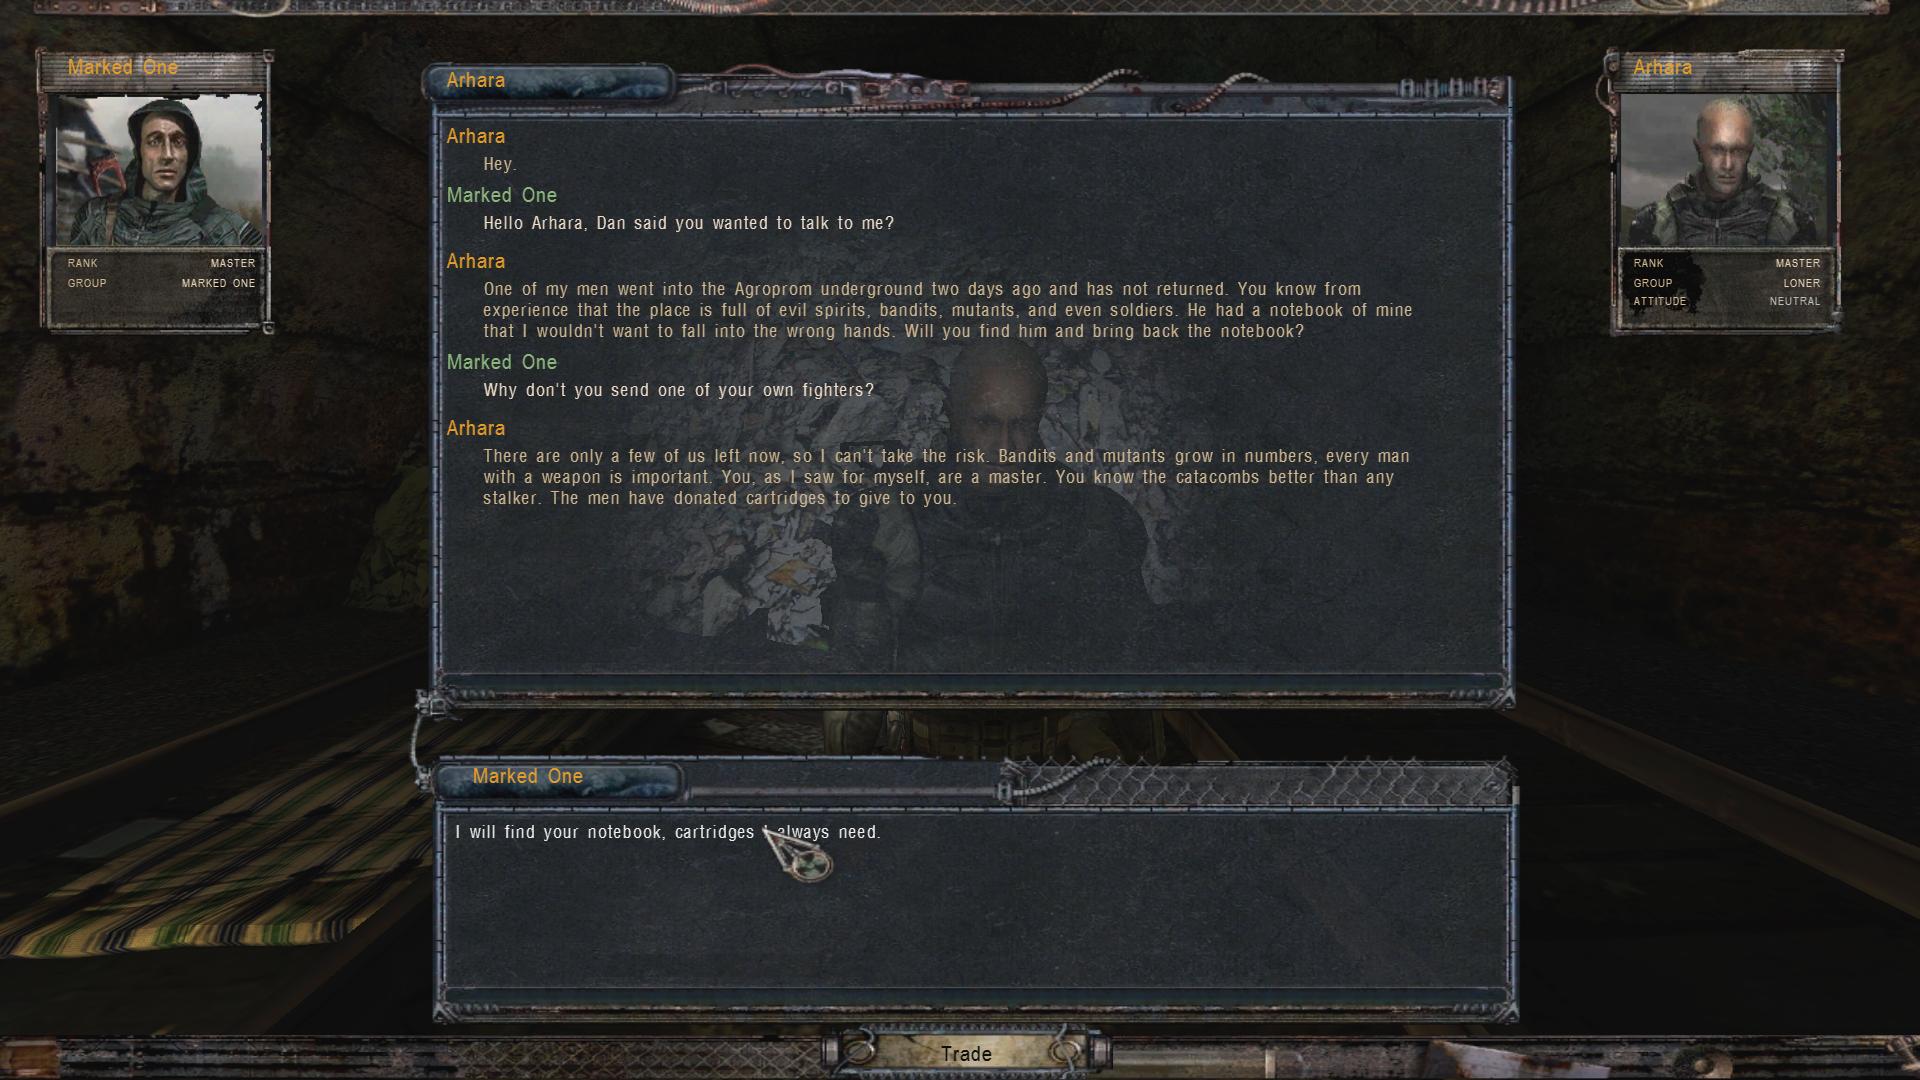 Marked One
RANK MASTER
GROUP MARKED ONE
Arhara
Arhara
Hey.
Marked One
Hello Arhara, Dan said you wanted to talk to me?
Arhara
One of my men went into the Agroprom underground two days ago and has not returned. You know from
experience that the place is full of evil spirits, bandits, mutants, and even soldiers. He had a notebook of mine
that I wouldn't want to fall into the wrong hands. Will you find him and bring back the notebook?
Marked One
Why don't you send one of your own fighters?
Arhara
There are only a few of us left now, so I can't take the risk. Bandits and mutants grow in numbers, every man
with a weapon is important. You, as I saw for myself, are a master. You know the catacombs better than any
stalker. The men have donated cartridges to give to you.
Arhara
RANK MASTER
GROUP LONER
ATTITUDE NEUTRAL
Marked One
I will find your notebook, cartridges I always need.
Trade